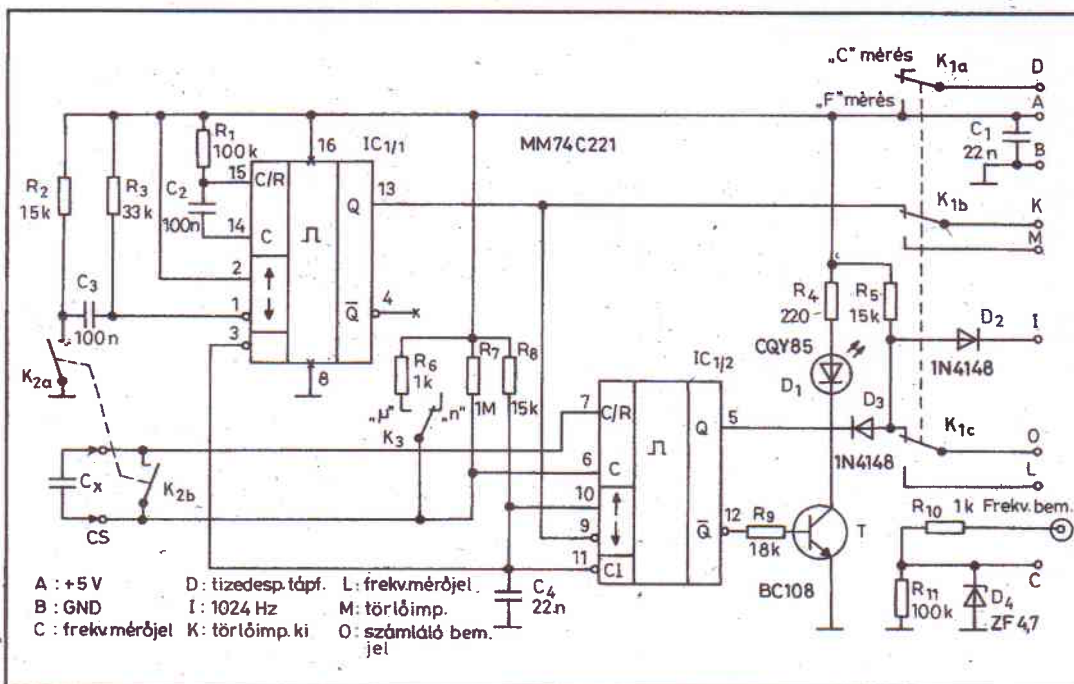 „C" mérés
K1a
D
„F" mérés
A
R1
100k
16
IC1/1
MM74C221
C1
22n
B
R2
15k
R3
33k
15
C/R
C2
100n
14
C
Q
13
K1b
K
M
2
1
3
C3
100n
Q̄
4
8
K2a
R4
220
R5
15k
D2
I
1N4148
CQY85
D1
R6
1k
R7
1M
R8
15k
„µ"
„n"
K3
IC1/2
7
C/R
Q
5
D3
1N4148
K1c
O
L
6
C
10
9
11
C1
Q̄
12
R9
18k
T
BC108
Cx
K2b
CS
R10 1k Frekv. bem.
C
R11
100k
D4
ZF 4,7
C4
22n
A : +5 V D: tizedesp. tápf. L: frekv.mérőjel
B : GND I : 1024 Hz M: törlőimp.
C : frekv.mérőjel K: törlőimp. ki O: számláló bem.
jel